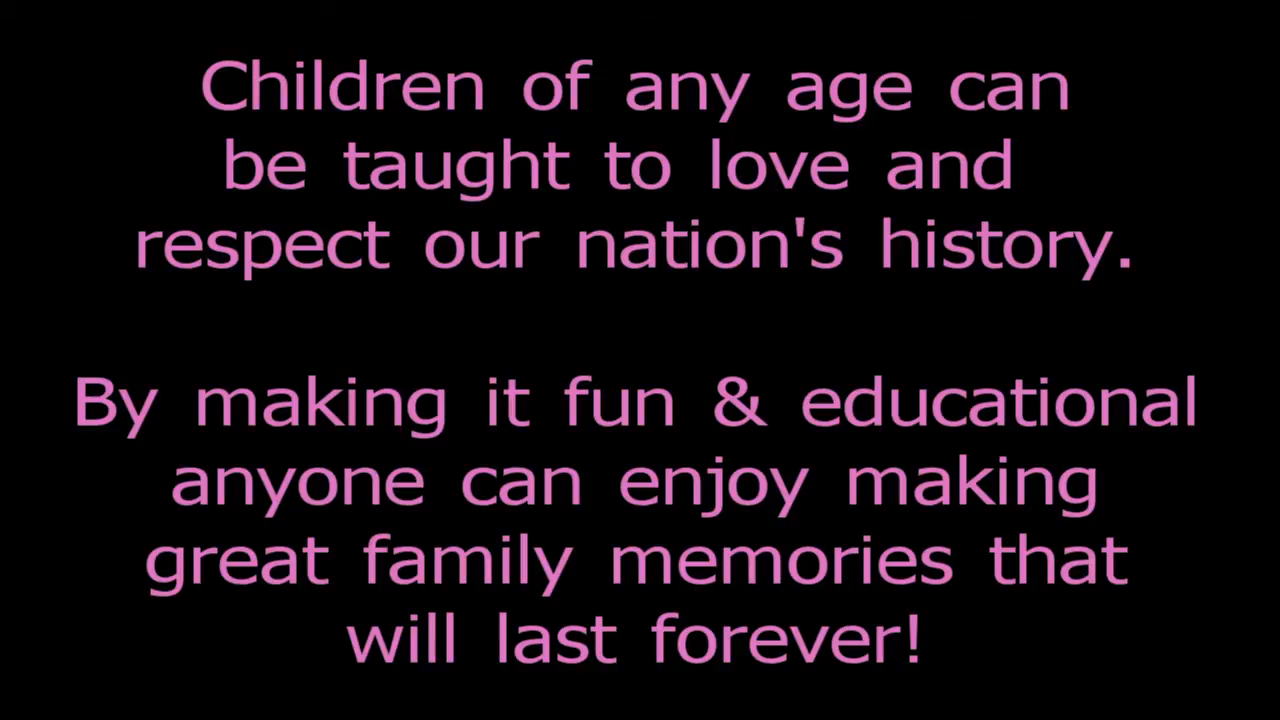 Children of any age can
be taught to love and
respect our nation's history.
By making it fun & educational
anyone can enjoy making
great family memories that
will last forever!